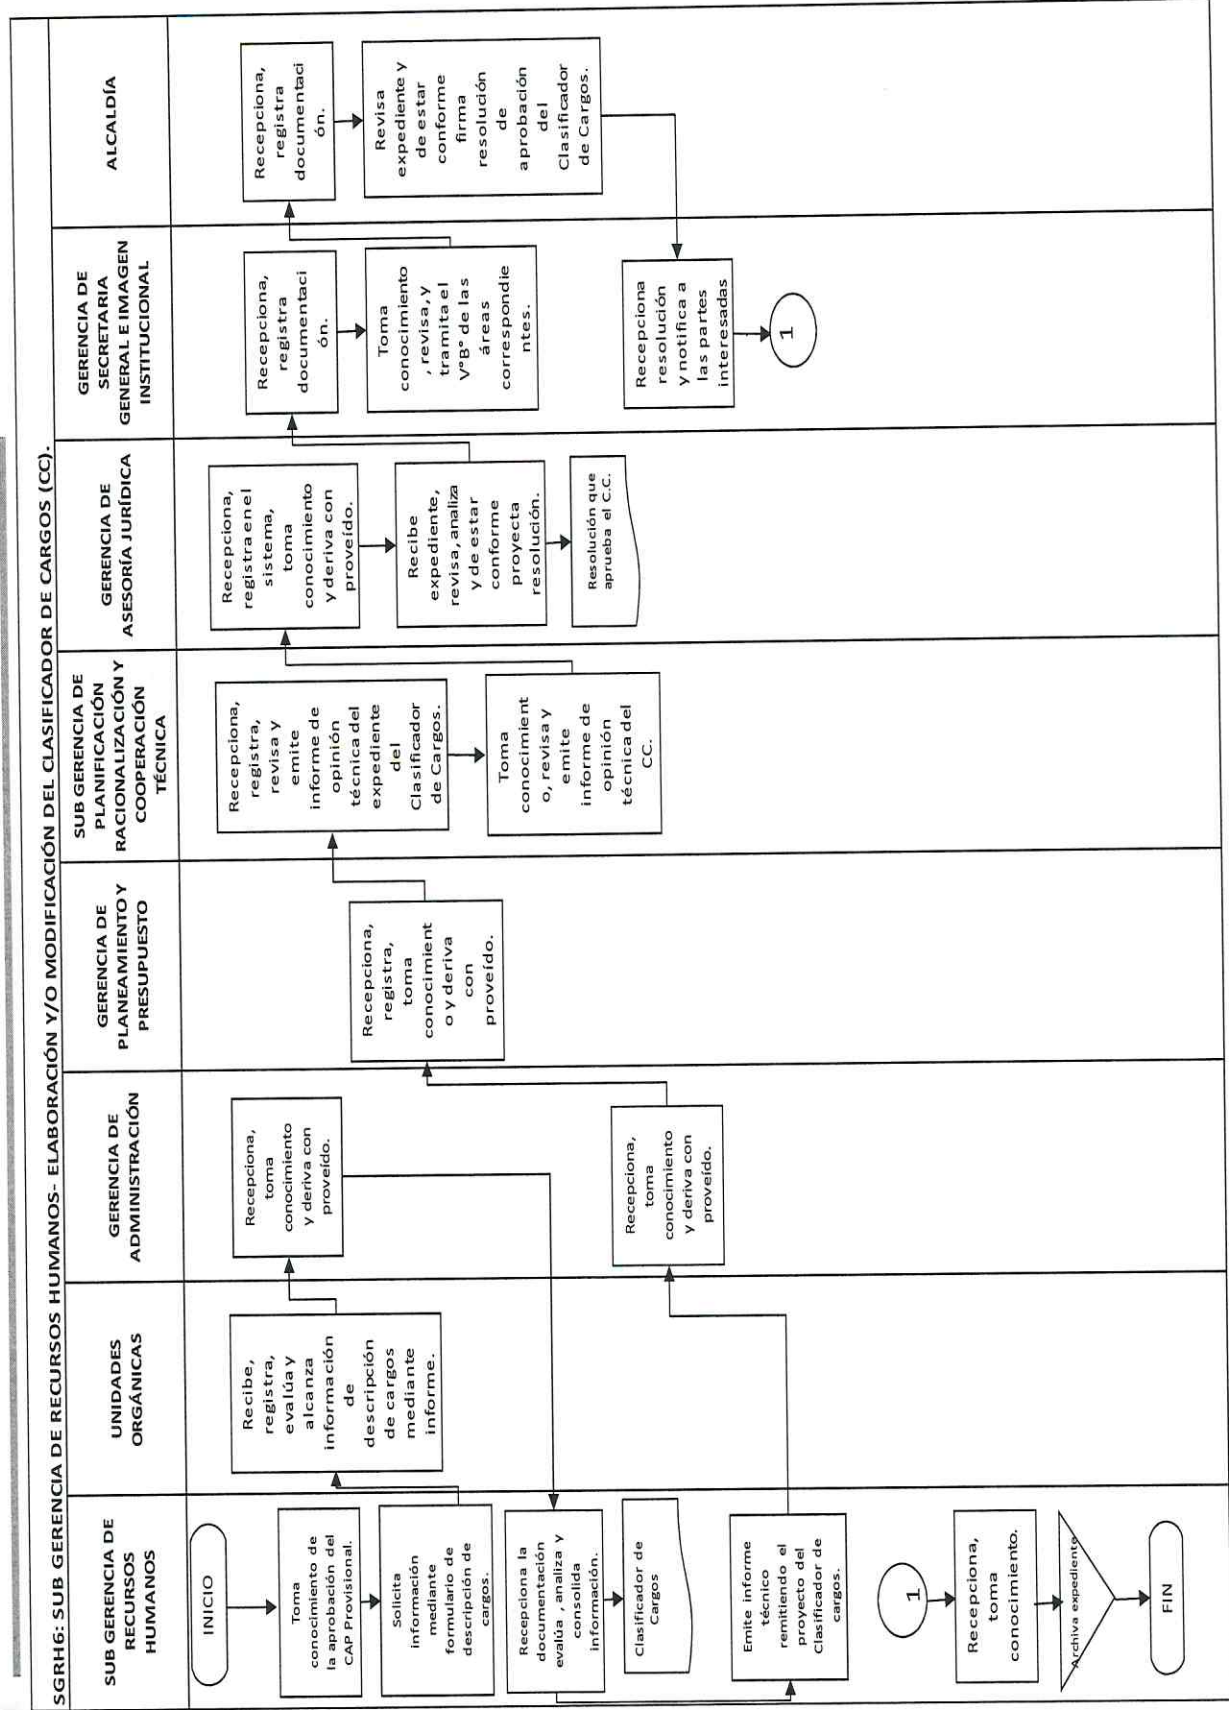 SGRH6: SUB GERENCIA DE RECURSOS HUMANOS- ELABORACIÓN Y/O MODIFICACIÓN DEL CLASIFICADOR DE CARGOS (CC).
SUB GERENCIA DE
RECURSOS
HUMANOS
UNIDADES
ORGÁNICAS
GERENCIA DE
ADMINISTRACIÓN
GERENCIA DE
PLANEAMIENTO Y
PRESUPUESTO
SUB GERENCIA DE
PLANIFICACIÓN
RACIONALIZACIÓN Y
COOPERACIÓN
TÉCNICA
GERENCIA DE
ASESORÍA JURÍDICA
GERENCIA DE
SECRETARIA
GENERAL E IMAGEN
INSTITUCIONAL
ALCALDÍA
INICIO
Toma
conocimiento de
la aprobación del
CAP Provisional.
Solicita
información
mediante
formulario de
descripción de
cargos.
Recepciona la
documentación
evalúa , analiza y
consolida
información.
Clasificador de
Cargos
Emite informe
técnico
remitiendo el
proyecto del
Clasificador de
cargos.
1
Recepciona,
toma
conocimiento.
Archiva expediente
FIN
Recibe,
registra,
evalúa y
alcanza
información
de
descripción
de cargos
mediante
informe.
Recepciona,
toma
conocimiento
y deriva con
proveído.
Recepciona,
toma
conocimiento
y deriva con
proveído.
Recepciona,
registra,
toma
conocimient
o y deriva
con
proveído.
Recepciona,
registra,
revisa y
emite
informe de
opinión
técnica del
expediente
del
Clasificador
de Cargos.
Toma
conocimient
o, revisa y
emite
informe de
opinión
técnica del
CC.
Recepciona,
registra en el
sistema,
toma
conocimiento
y deriva con
proveído.
Recibe
expediente,
revisa, analiza
y de estar
conforme
proyecta
resolución.
Resolución que
aprueba el C.C.
Recepciona,
registra
documentaci
ón.
Toma
conocimiento
, revisa, y
tramita el
V°B° de las
áreas
correspondie
ntes.
Recepciona
resolución
y notifica a
las partes
interesadas
1
Recepciona,
registra
documentaci
ón.
Revisa
expediente y
de estar
conforme
firma
resolución
de
aprobación
del
Clasificador
de Cargos.